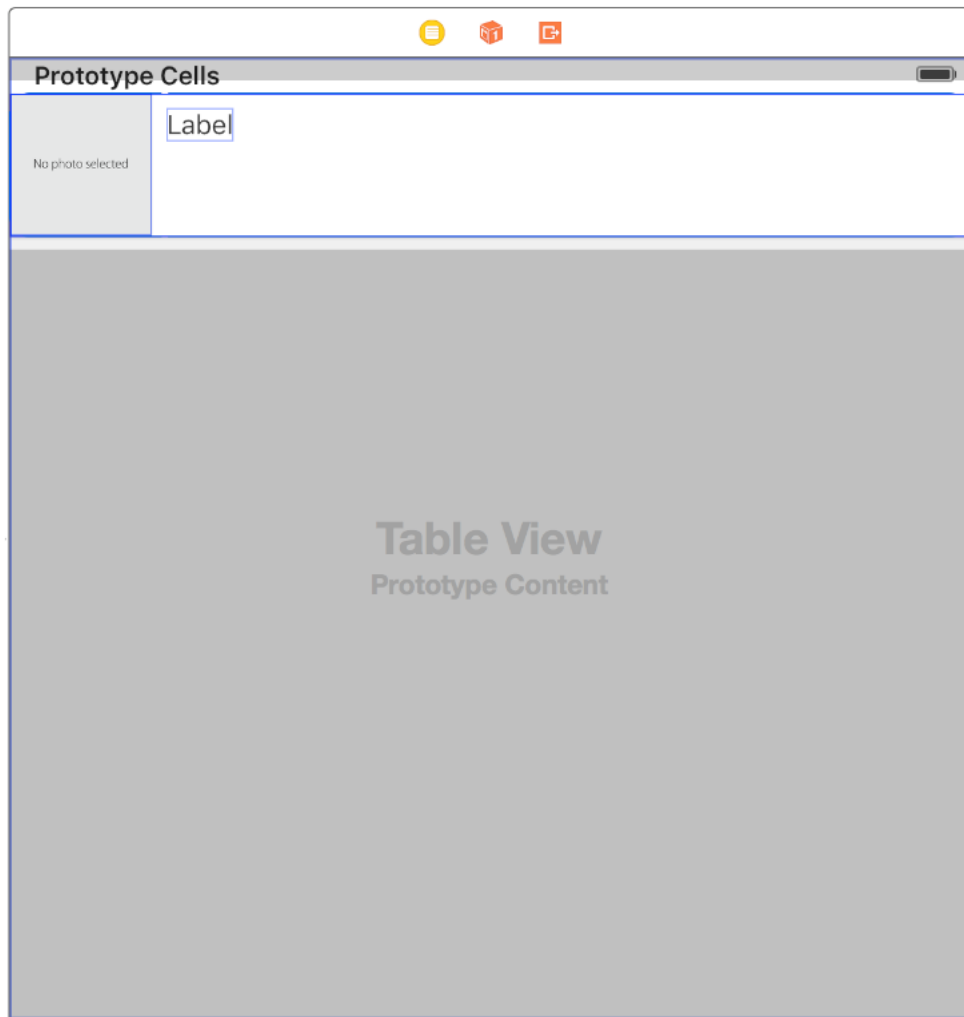 Prototype Cells
Label
No photo selected
Table View
Prototype Content